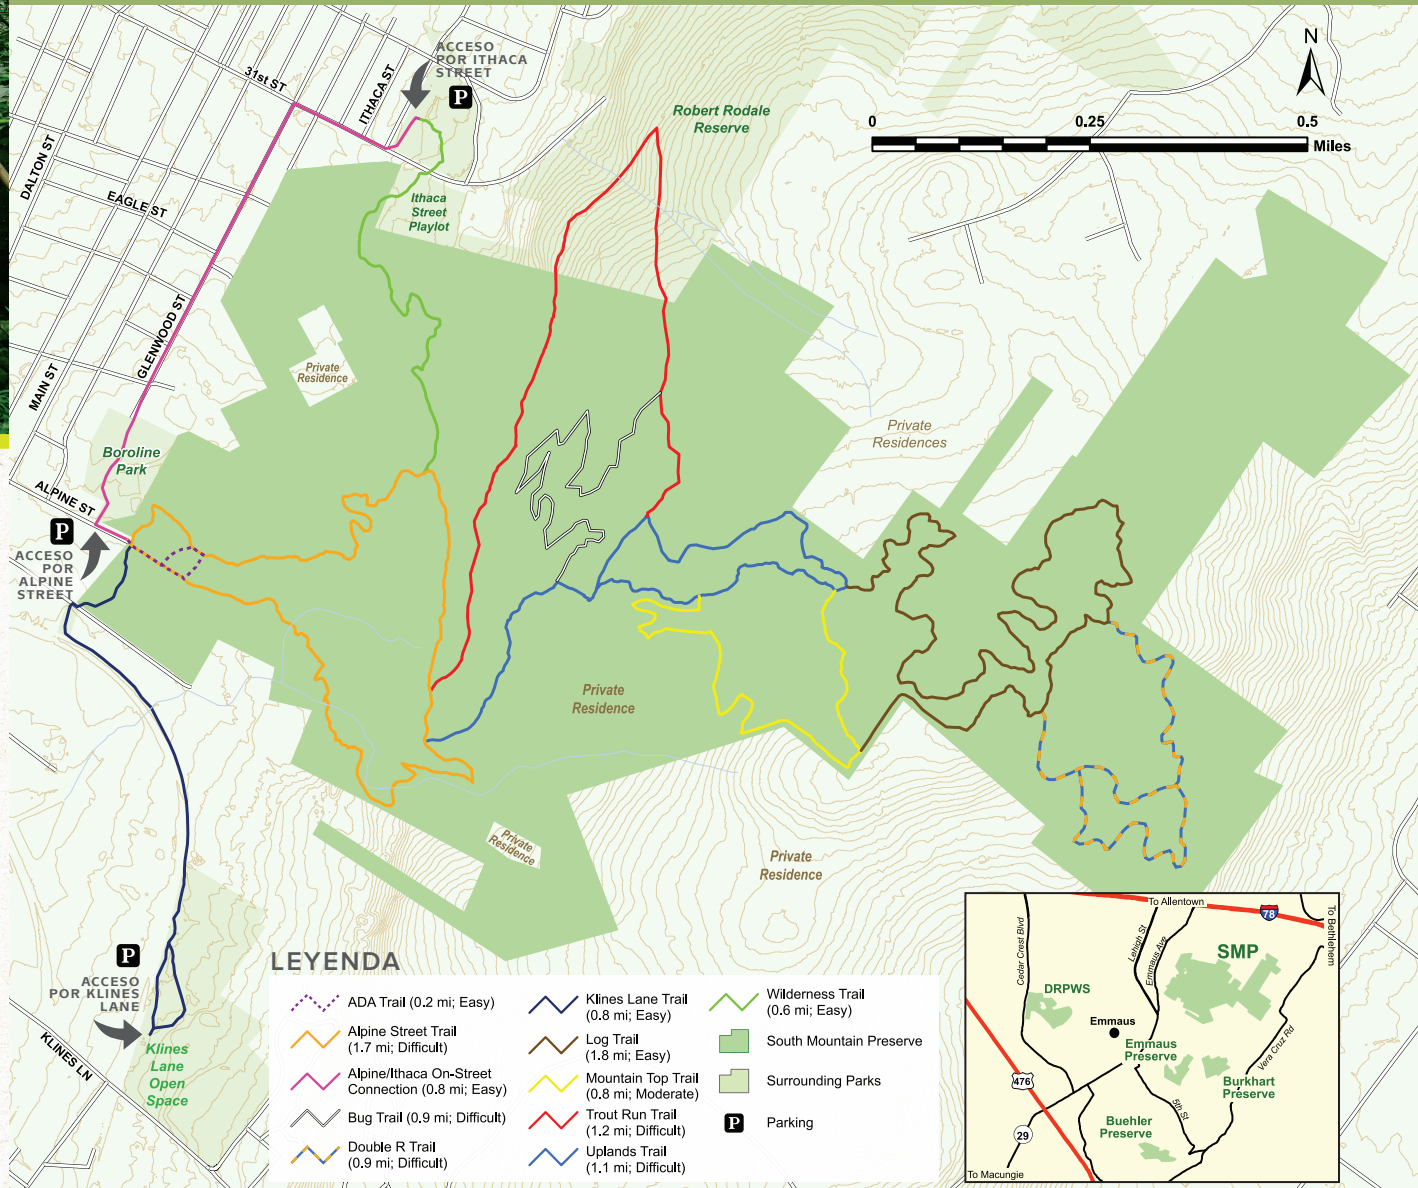 ACCESO
POR ITHACA
STREET
P
31st ST
ITHACA ST
DALTON ST
EAGLE ST
GLENWOOD ST
MAIN ST
ALPINE ST
Robert Rodale
Reserve
N
0
0.25
0.5
Miles
Ithaca
Street
Playlot
Private
Residence
Boroline
Park
P
ACCESO
POR
ALPINE
STREET
Private
Residences
Private
Residence
Private
Residence
Private
Residence
P
ACCESO
POR KLINES
LANE
KLINES LN
Klines
Lane
Open
Space
LEYENDA
ADA Trail (0.2 mi; Easy)
Alpine Street Trail
(1.7 mi; Difficult)
Alpine/Ithaca On-Street
Connection (0.8 mi; Easy)
Bug Trail (0.9 mi; Difficult)
Double R Trail
(0.9 mi; Difficult)
Klines Lane Trail
(0.8 mi; Easy)
Log Trail
(1.8 mi; Easy)
Mountain Top Trail
(0.8 mi; Moderate)
Trout Run Trail
(1.2 mi; Difficult)
Uplands Trail
(1.1 mi; Difficult)
Wilderness Trail
(0.6 mi; Easy)
South Mountain Preserve
Surrounding Parks
P
Parking
To Allentown
78
To Bethlehem
Cedar Crest Blvd
Lehigh St
Emmaus Ave
SMP
DRPWS
Emmaus
Emmaus
Preserve
Vera Cruz Rd
476
Burkhart
Preserve
5th St
29
Buehler
Preserve
To Macungie